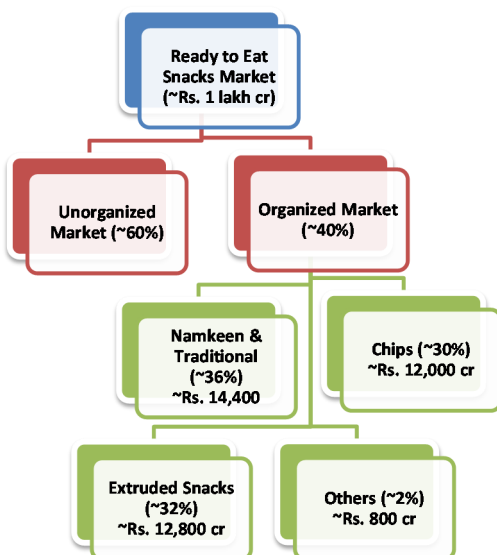 Ready to Eat
Snacks Market
(~Rs. 1 lakh cr)
Unorganized
Market (~60%)
Organized Market
(~40%)
Namkeen &
Traditional
(~36%)
~Rs. 14,400
Chips (~30%)
~Rs. 12,000 cr
Extruded Snacks
(~32%)
~Rs. 12,800 cr
Others (~2%)
~Rs. 800 cr